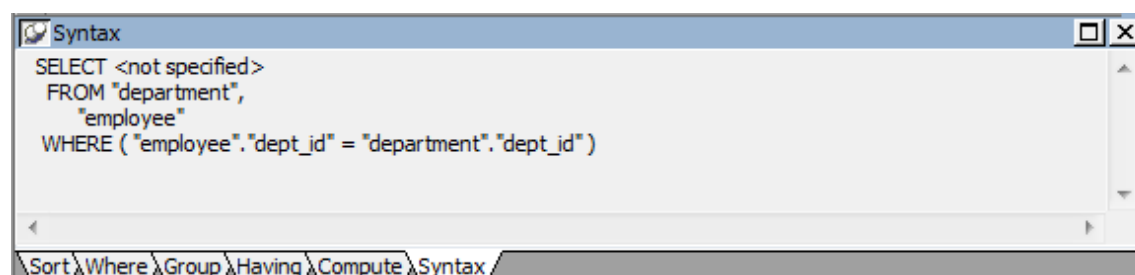 Syntax
SELECT <not specified>
FROM "department",
"employee"
WHERE ( "employee"."dept_id" = "department"."dept_id" )
Sort Where Group Having Compute Syntax